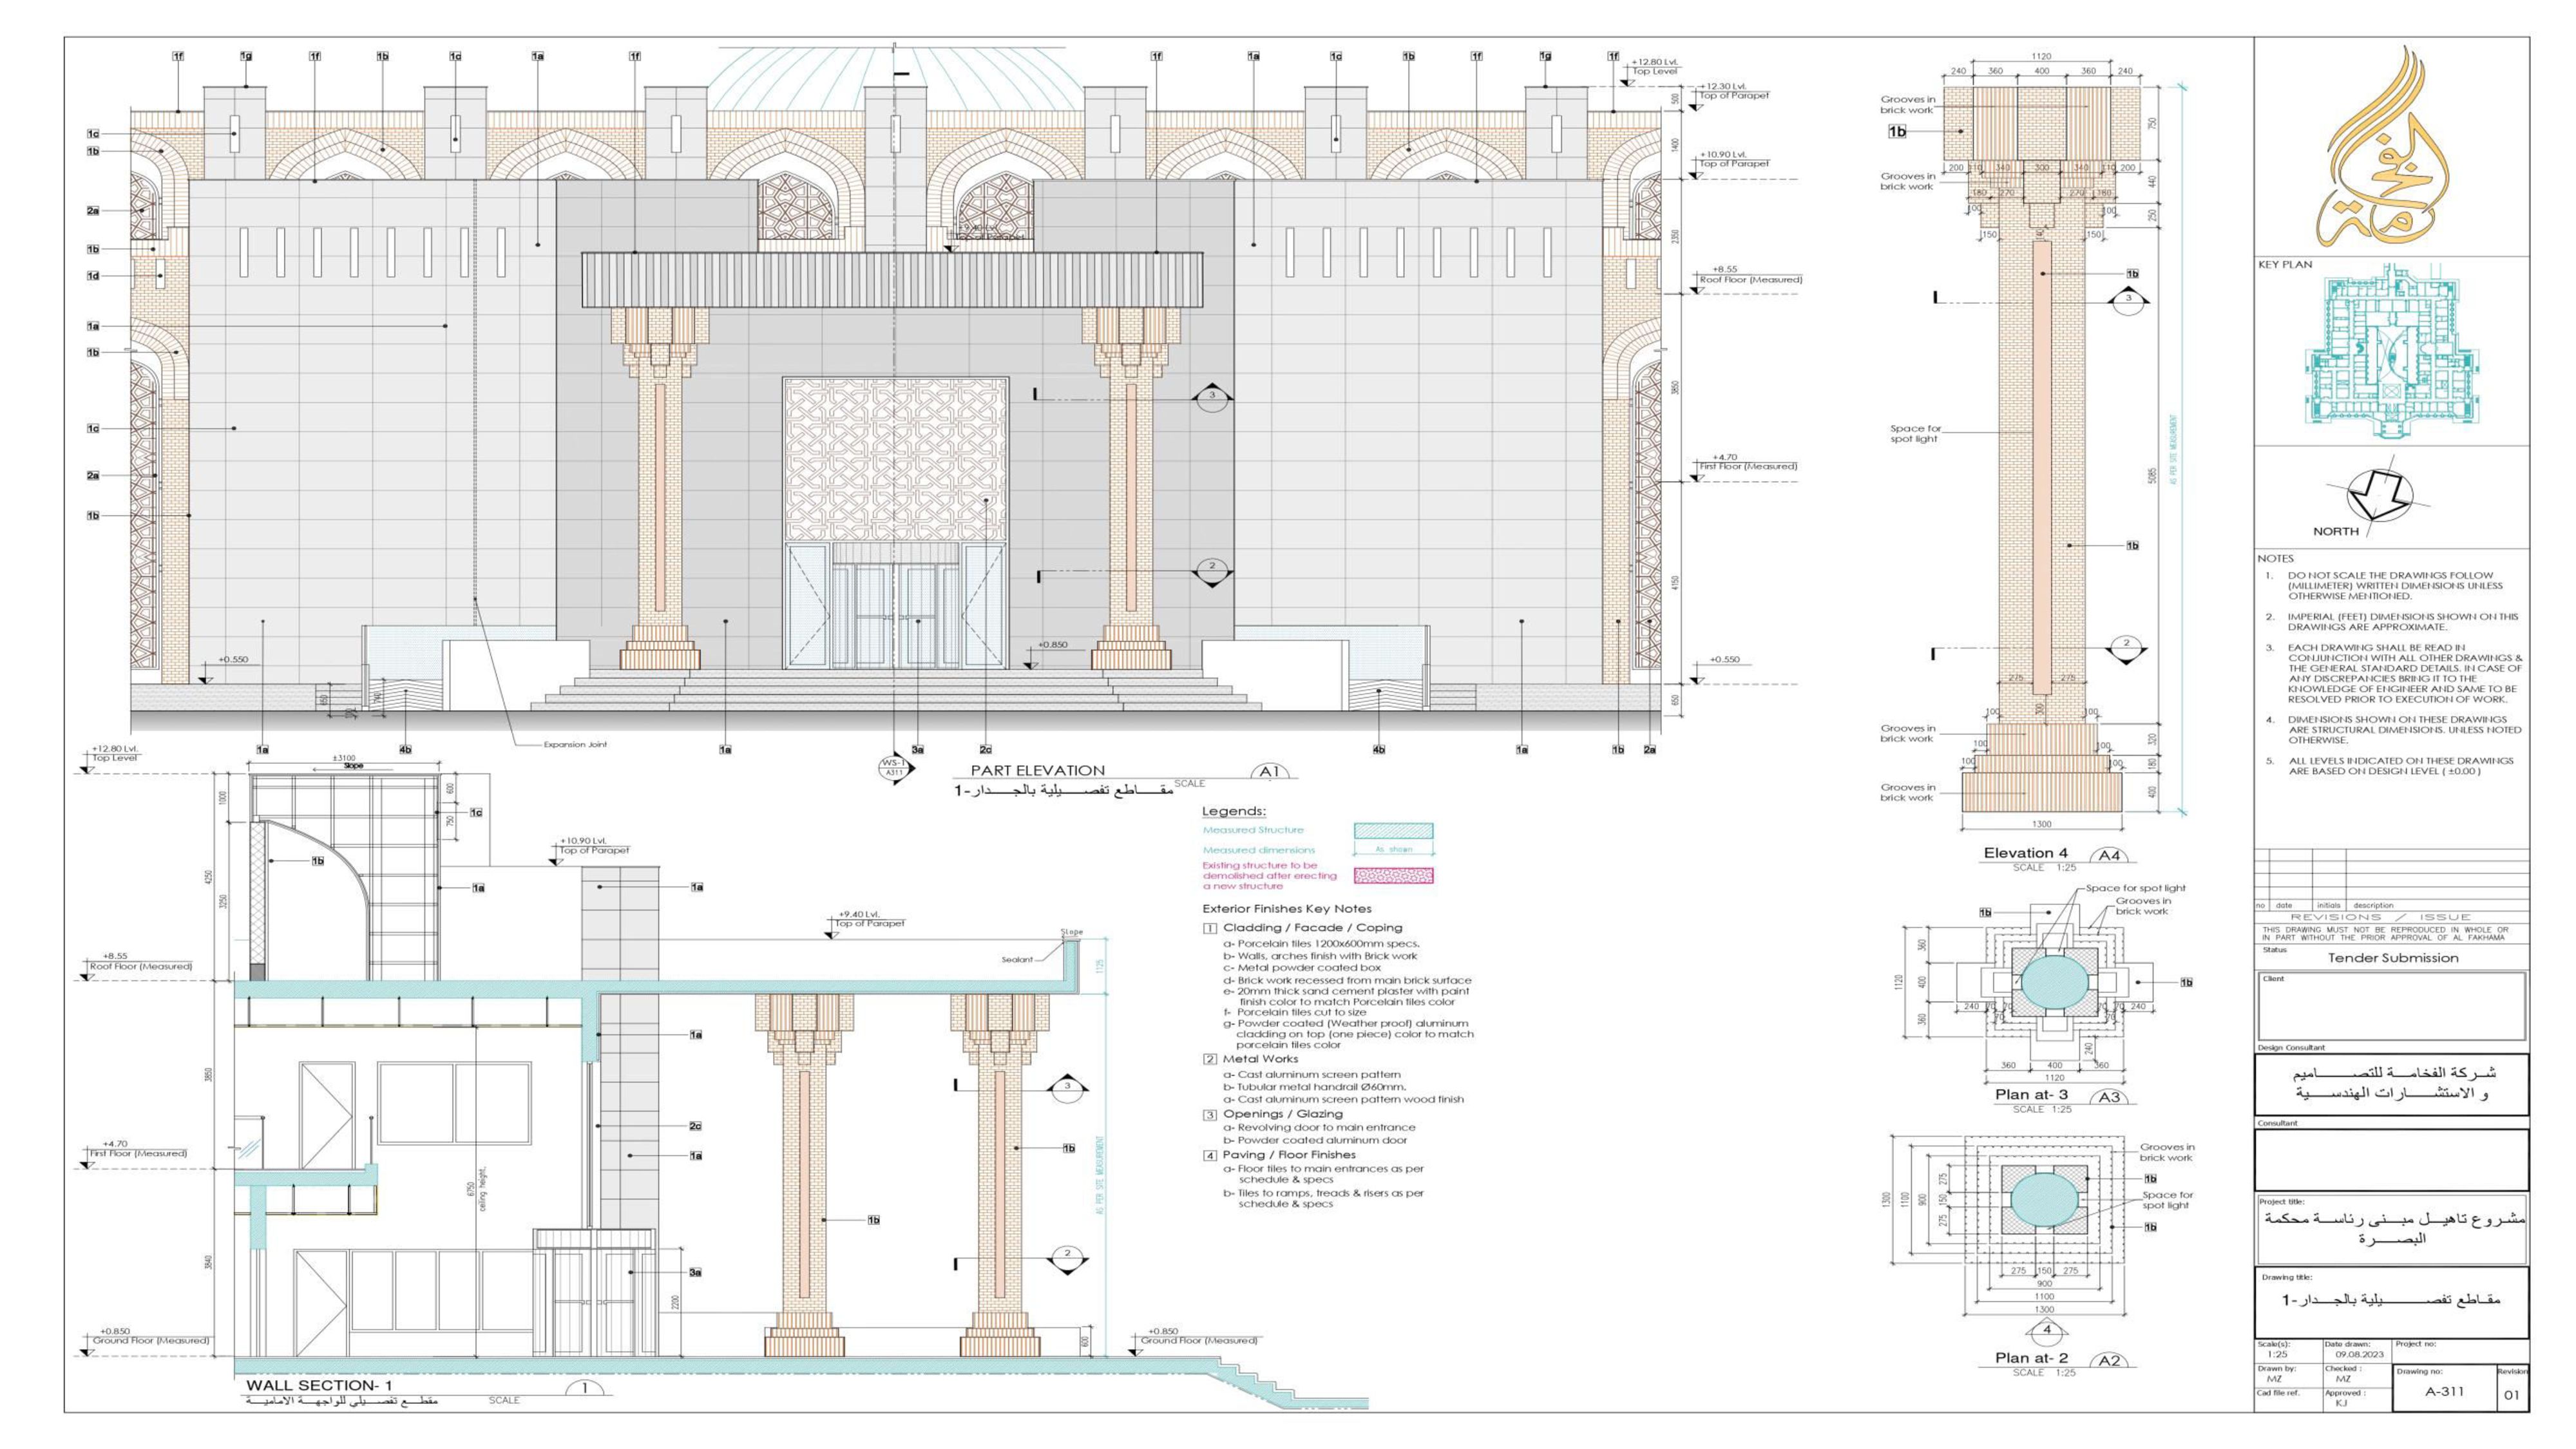 1f
1g
1f
1b
1c
1a
1f
1f
1a
1c
1b
1f
1g
1f
+12.80 Lvl.
Top Level
+12.30 Lvl.
Top of Parapet
500
1400
+10.90 Lvl.
Top of Parapet
2350
+8.55
Roof Floor (Measured)
3850
+4.70
First Floor (Measured)
4150
+0.550
650
1c
1b
2a
1b
1d
1a
1b
1c
2a
1b
3
2
+0.550
+0.850
1a
4b
Expansion Joint
1a
3a
2c
4b
1a
1b
2a
WS-1
A311
PART ELEVATION
A1
SCALE
مقاطع تفصيلية بالجدار-1
+12.80 Lvl.
Top Level
±3100
Slope
1000
4250
3250
600
750
1c
1b
1a
+10.90 Lvl.
Top of Parapet
1a
+9.40 Lvl.
Top of Parapet
Slope
Sealant
1125
+8.55
Roof Floor (Measured)
3850
1a
2c
1a
3
1b
AS PER SITE MEASUREMENT
+4.70
First Floor (Measured)
6750
ceiling height,
1b
2
3a
3840
2200
+0.850
Ground Floor (Measured)
600
+0.850
Ground Floor (Measured)
WALL SECTION- 1
1
مقطع تفصيلي للواجهة الامامية
SCALE
Legends:
Measured Structure
Measured dimensions
As shown
Existing structure to be
demolished after erecting
a new structure
Exterior Finishes Key Notes
1 Cladding / Facade / Coping
a- Porcelain tiles 1200x600mm specs.
b- Walls, arches finish with Brick work
c- Metal powder coated box
d- Brick work recessed from main brick surface
e- 20mm thick sand cement plaster with paint
finish color to match Porcelain tiles color
f- Porcelain tiles cut to size
g- Powder coated (Weather proof) aluminum
cladding on top (one piece) color to match
porcelain tiles color
2 Metal Works
a- Cast aluminum screen pattern
b- Tubular metal handrail Ø60mm.
a- Cast aluminum screen pattern wood finish
3 Openings / Glazing
a- Revolving door to main entrance
b- Powder coated aluminum door
4 Paving / Floor Finishes
a- Floor tiles to main entrances as per
schedule & specs
b- Tiles to ramps, treads & risers as per
schedule & specs
1120
240 360 400 360 240
Grooves in
brick work
1b
750
200 110 340 300 340 110 200
Grooves in
brick work
440
180 270 270 180
100 100
250
150 150
1b
3
Space for
spot light
5085
AS PER SITE MEASUREMENT
1b
2
275 275
300
100 100
Grooves in
brick work
320
100 100
180
100 100
Grooves in
brick work
400
1300
Elevation 4
A4
SCALE 1:25
Space for spot light
Grooves in
brick work
1b
360
1120
400
1b
240 240
360
240
360 400 360
1120
Plan at- 3
A3
SCALE 1:25
Grooves in
brick work
1b
Space for
spot light
1b
1300
1100
900
275
150
275
275 150 275
900
1100
1300
4
Plan at- 2
A2
SCALE 1:25
الفخامة
KEY PLAN
NORTH
NOTES
1. DO NOT SCALE THE DRAWINGS FOLLOW
(MILLIMETER) WRITTEN DIMENSIONS UNLESS
OTHERWISE MENTIONED.
2. IMPERIAL (FEET) DIMENSIONS SHOWN ON THIS
DRAWINGS ARE APPROXIMATE.
3. EACH DRAWING SHALL BE READ IN
CONJUNCTION WITH ALL OTHER DRAWINGS &
THE GENERAL STANDARD DETAILS. IN CASE OF
ANY DISCREPANCIES BRING IT TO THE
KNOWLEDGE OF ENGINEER AND SAME TO BE
RESOLVED PRIOR TO EXECUTION OF WORK.
4. DIMENSIONS SHOWN ON THESE DRAWINGS
ARE STRUCTURAL DIMENSIONS. UNLESS NOTED
OTHERWISE.
5. ALL LEVELS INDICATED ON THESE DRAWINGS
ARE BASED ON DESIGN LEVEL ( ±0.00 )
no date initials description
REVISIONS / ISSUE
THIS DRAWING MUST NOT BE REPRODUCED IN WHOLE OR
IN PART WITHOUT THE PRIOR APPROVAL OF AL FAKHAMA
Status
Tender Submission
Client
Design Consultant
شركة الفخامة للتصاميم
و الاستشارات الهندسية
Consultant
Project title:
مشروع تاهيل مبنى رئاسة محكمة
البصرة
Drawing title:
مقاطع تفصيلية بالجدار-1
Scale(s):
1:25
Date drawn:
09.08.2023
Project no:
Drawn by:
MZ
Checked :
MZ
Drawing no:
A-311
Revision
01
Cad file ref.
Approved :
KJ